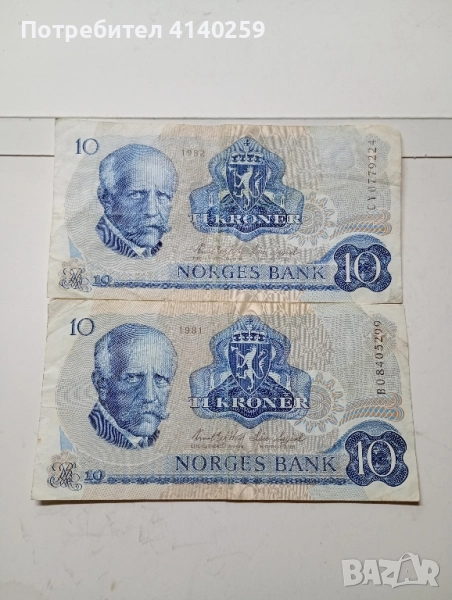 Потребител 4140259
10
1982
TI KRONER
CV0779224
10
NORGES BANK
10
10
1981
TI KRONER
BO8405299
10
NORGES BANK
10
BAZAR